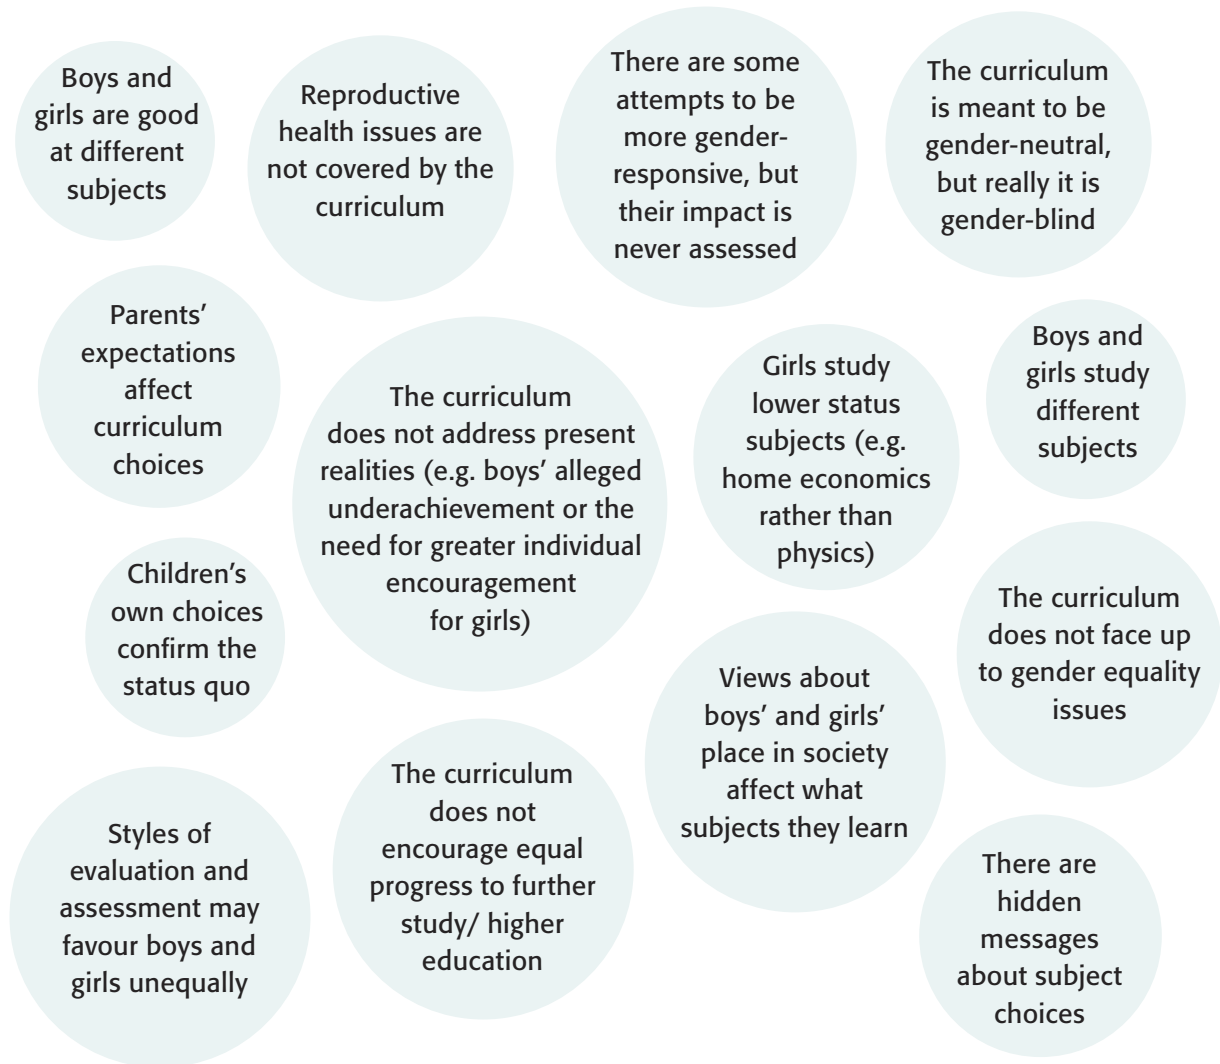 Boys and
girls are good
at different
subjects
Reproductive
health issues are
not covered by the
curriculum
There are some
attempts to be
more gender-
responsive, but
their impact is
never assessed
The curriculum
is meant to be
gender-neutral,
but really it is
gender-blind
Parents’
expectations
affect
curriculum
choices
The curriculum
does not address present
realities (e.g. boys’ alleged
underachievement or the
need for greater individual
encouragement
for girls)
Girls study
lower status
subjects (e.g.
home economics
rather than
physics)
Boys and
girls study
different
subjects
Children’s
own choices
confirm the
status quo
Views about
boys’ and girls’
place in society
affect what
subjects they learn
The curriculum
does not face up
to gender equality
issues
Styles of
evaluation and
assessment may
favour boys and
girls unequally
The curriculum
does not
encourage equal
progress to further
study/ higher
education
There are
hidden
messages
about subject
choices